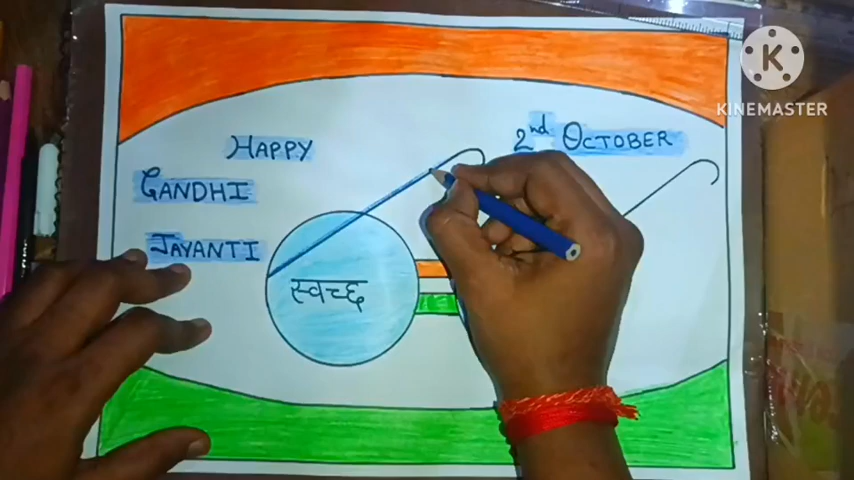 HAPPY
GANDHI
JAYANTI
2nd OCTOBER
स्वच्छ
KINEMASTER